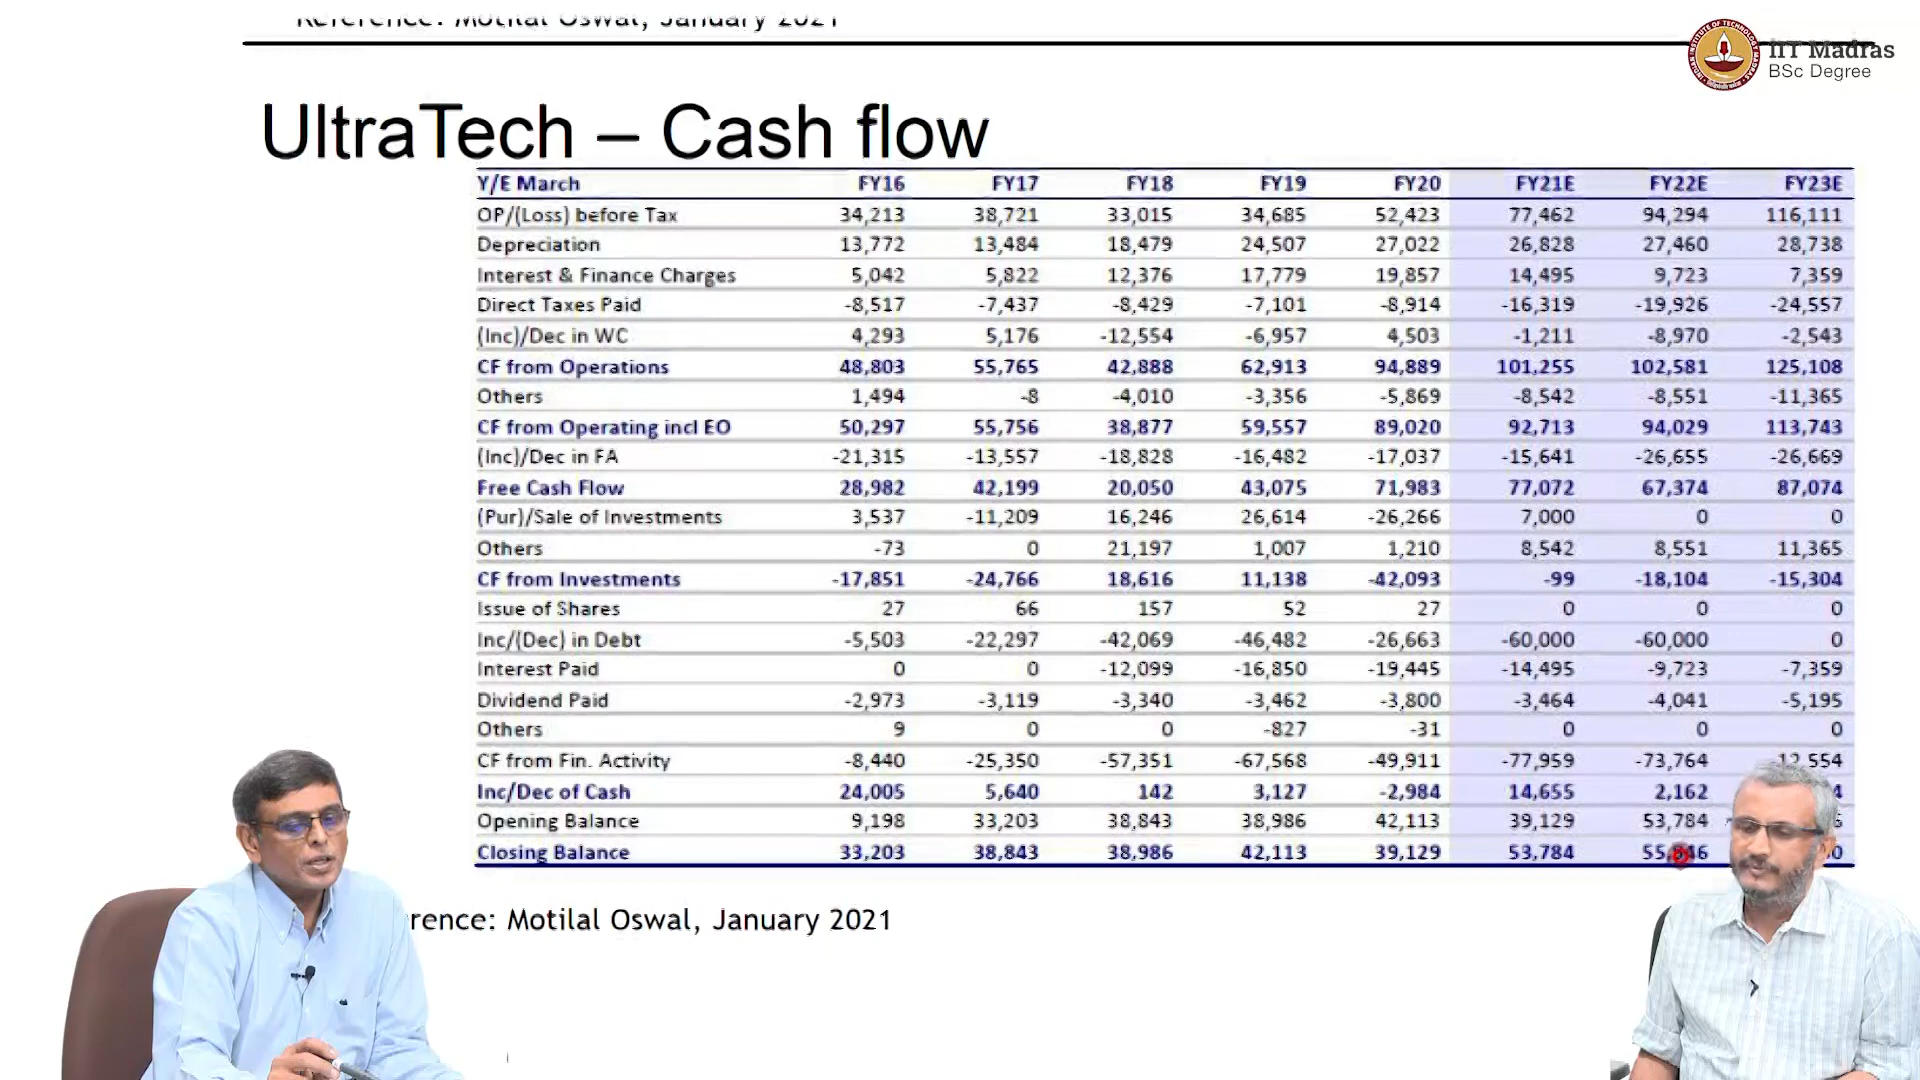 Reference: Motilal Oswal, January 2021
IIT Madras
BSc Degree
UltraTech – Cash flow
Y/E March FY16 FY17 FY18 FY19 FY20 FY21E FY22E FY23E
OP/(Loss) before Tax 34,213 38,721 33,015 34,685 52,423 77,462 94,294 116,111
Depreciation 13,772 13,484 18,479 24,507 27,022 26,828 27,460 28,738
Interest & Finance Charges 5,042 5,822 12,376 17,779 19,857 14,495 9,723 7,359
Direct Taxes Paid -8,517 -7,437 -8,429 -7,101 -8,914 -16,319 -19,926 -24,557
(Inc)/Dec in WC 4,293 5,176 -12,554 -6,957 4,503 -1,211 -8,970 -2,543
CF from Operations 48,803 55,765 42,888 62,913 94,889 101,255 102,581 125,108
Others 1,494 -8 -4,010 -3,356 -5,869 -8,542 -8,551 -11,365
CF from Operating incl EO 50,297 55,756 38,877 59,557 89,020 92,713 94,029 113,743
(Inc)/Dec in FA -21,315 -13,557 -18,828 -16,482 -17,037 -15,641 -26,655 -26,669
Free Cash Flow 28,982 42,199 20,050 43,075 71,983 77,072 67,374 87,074
(Pur)/Sale of Investments 3,537 -11,209 16,246 26,614 -26,266 7,000 0 0
Others -73 0 21,197 1,007 1,210 8,542 8,551 11,365
CF from Investments -17,851 -24,766 18,616 11,138 -42,093 -99 -18,104 -15,304
Issue of Shares 27 66 157 52 27 0 0 0
Inc/(Dec) in Debt -5,503 -22,297 -42,069 -46,482 -26,663 -60,000 -60,000 0
Interest Paid 0 0 -12,099 -16,850 -19,445 -14,495 -9,723 -7,359
Dividend Paid -2,973 -3,119 -3,340 -3,462 -3,800 -3,464 -4,041 -5,195
Others 9 0 0 -827 -31 0 0 0
CF from Fin. Activity -8,440 -25,350 -57,351 -67,568 -49,911 -77,959 -73,764
Inc/Dec of Cash 24,005 5,640 142 3,127 -2,984 14,655 2,162
Opening Balance 9,198 33,203 38,843 38,986 42,113 39,129 53,784
Closing Balance 33,203 38,843 38,986 42,113 39,129 53,784
Motilal Oswal, January 2021